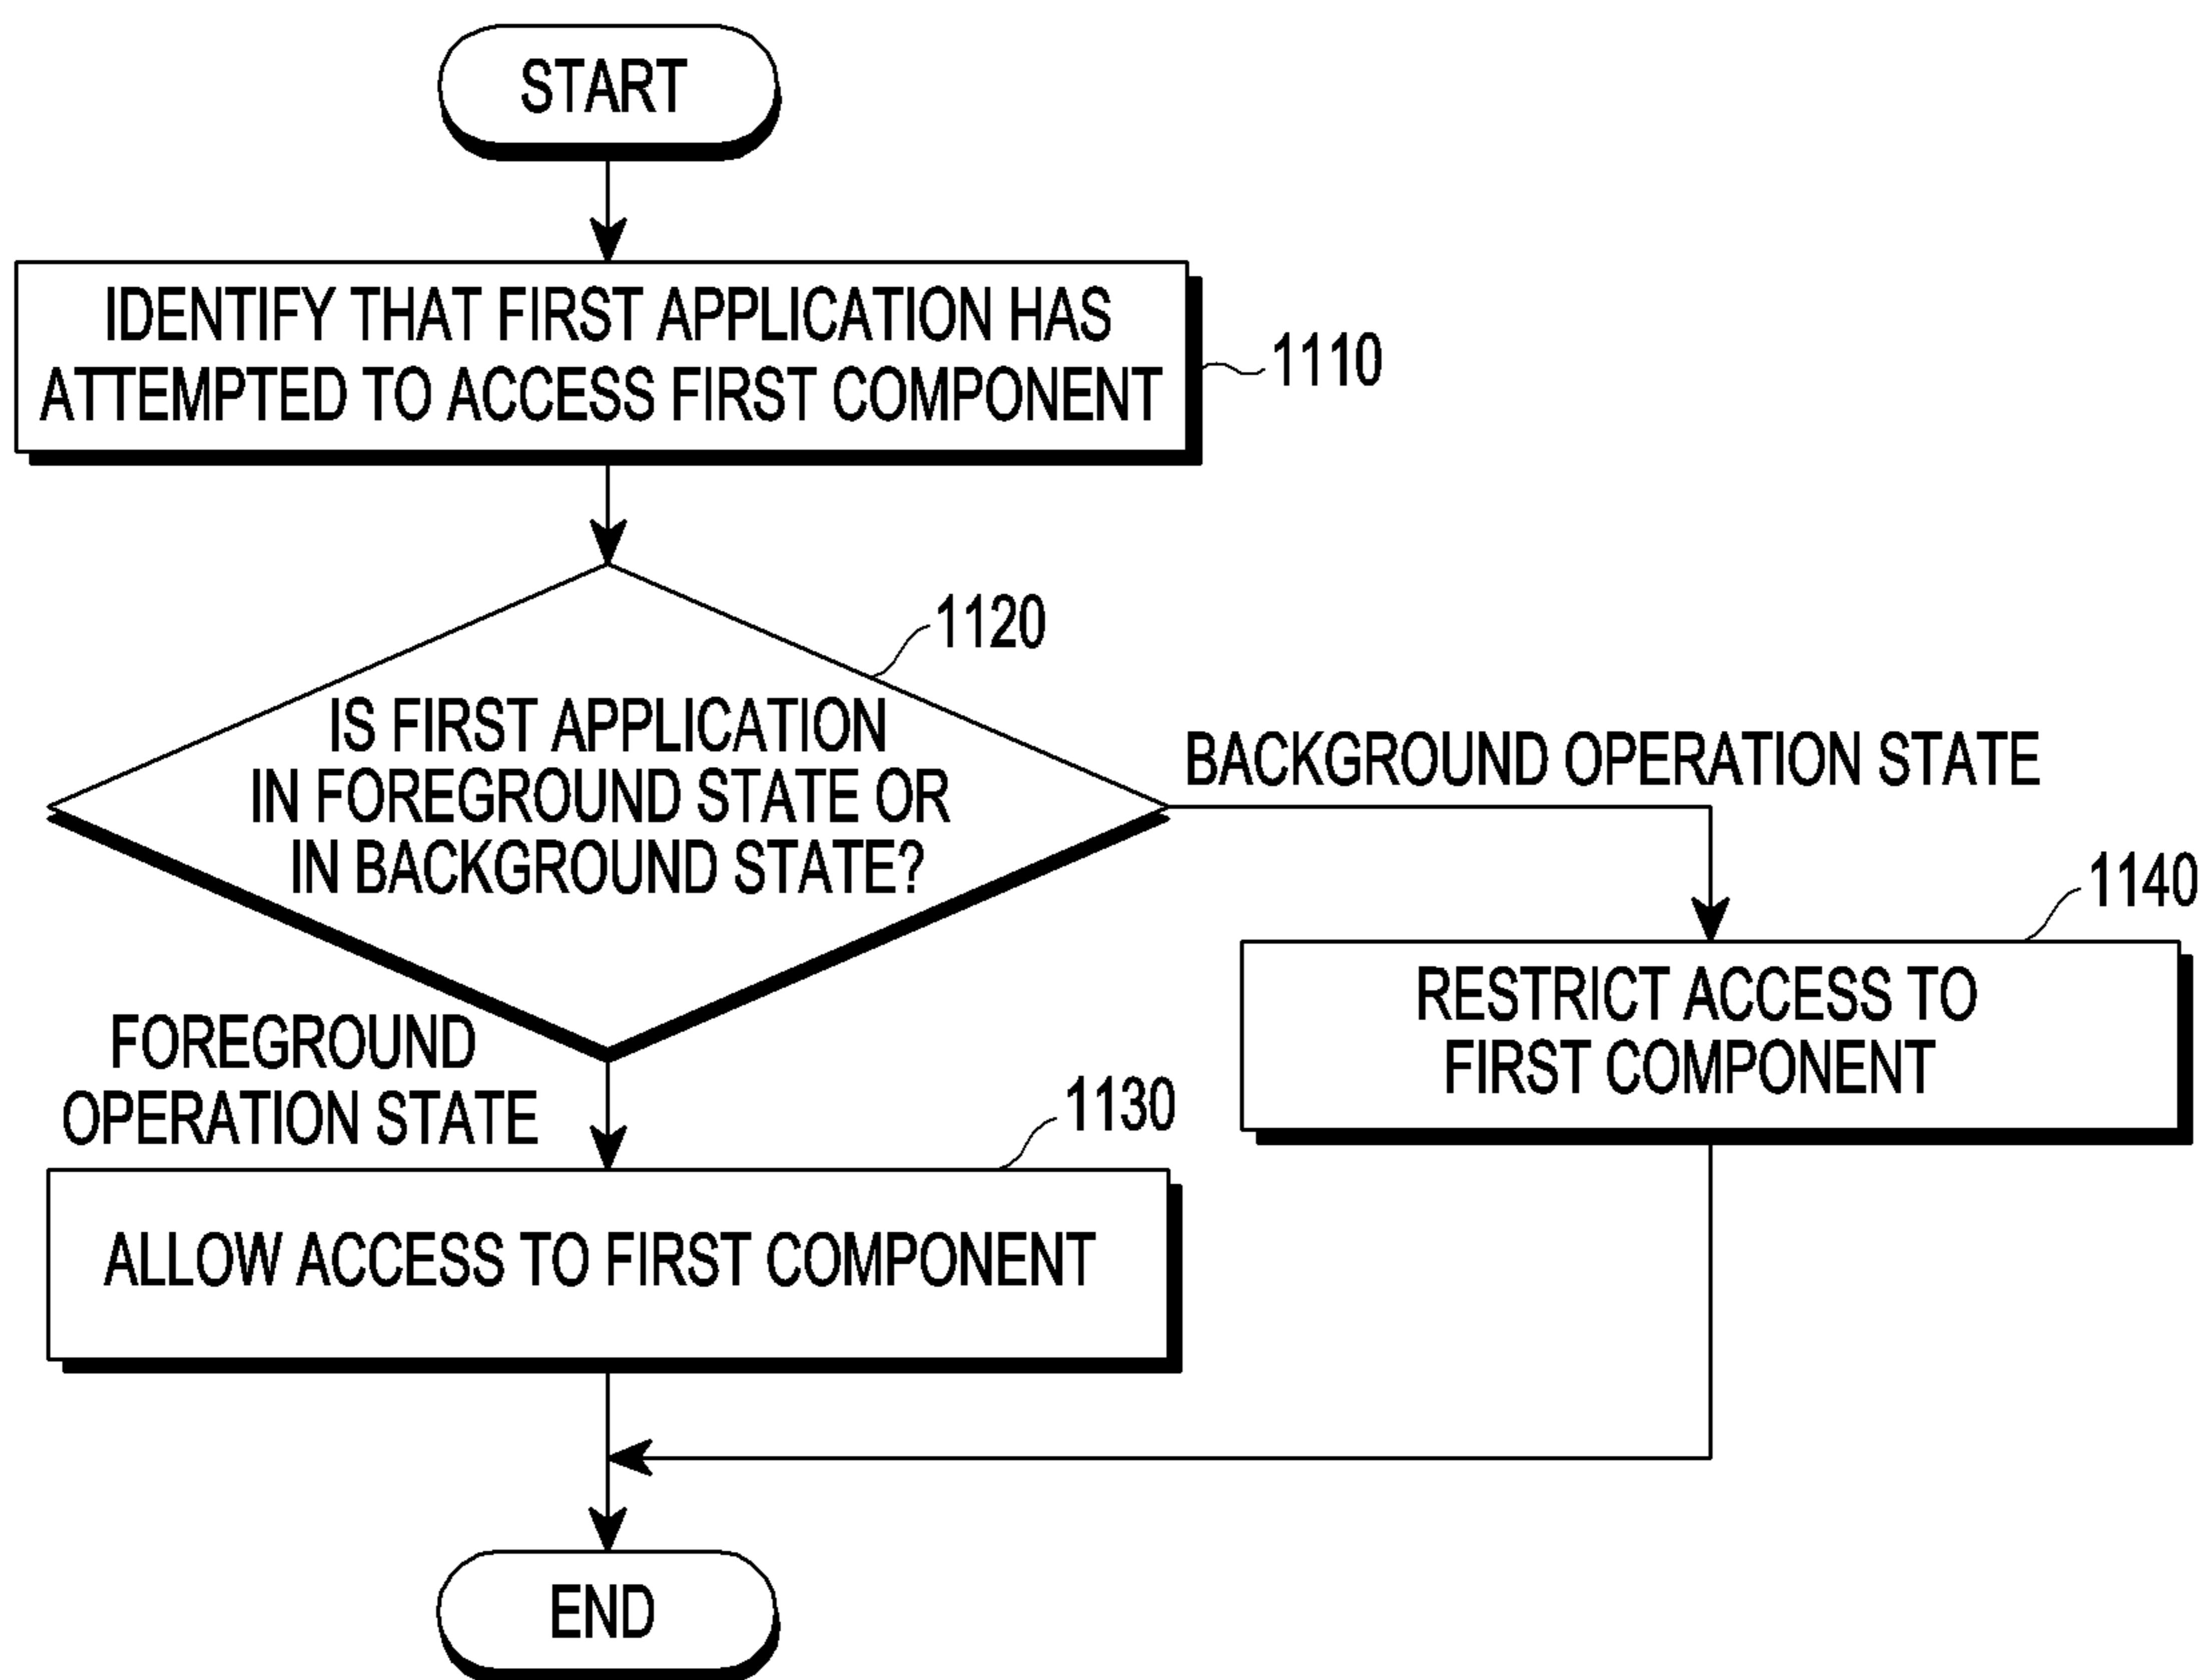 START
IDENTIFY THAT FIRST APPLICATION HAS
ATTEMPTED TO ACCESS FIRST COMPONENT
1110
1120
IS FIRST APPLICATION
IN FOREGROUND STATE OR
IN BACKGROUND STATE?
BACKGROUND OPERATION STATE
1140
RESTRICT ACCESS TO
FIRST COMPONENT
FOREGROUND
OPERATION STATE
1130
ALLOW ACCESS TO FIRST COMPONENT
END